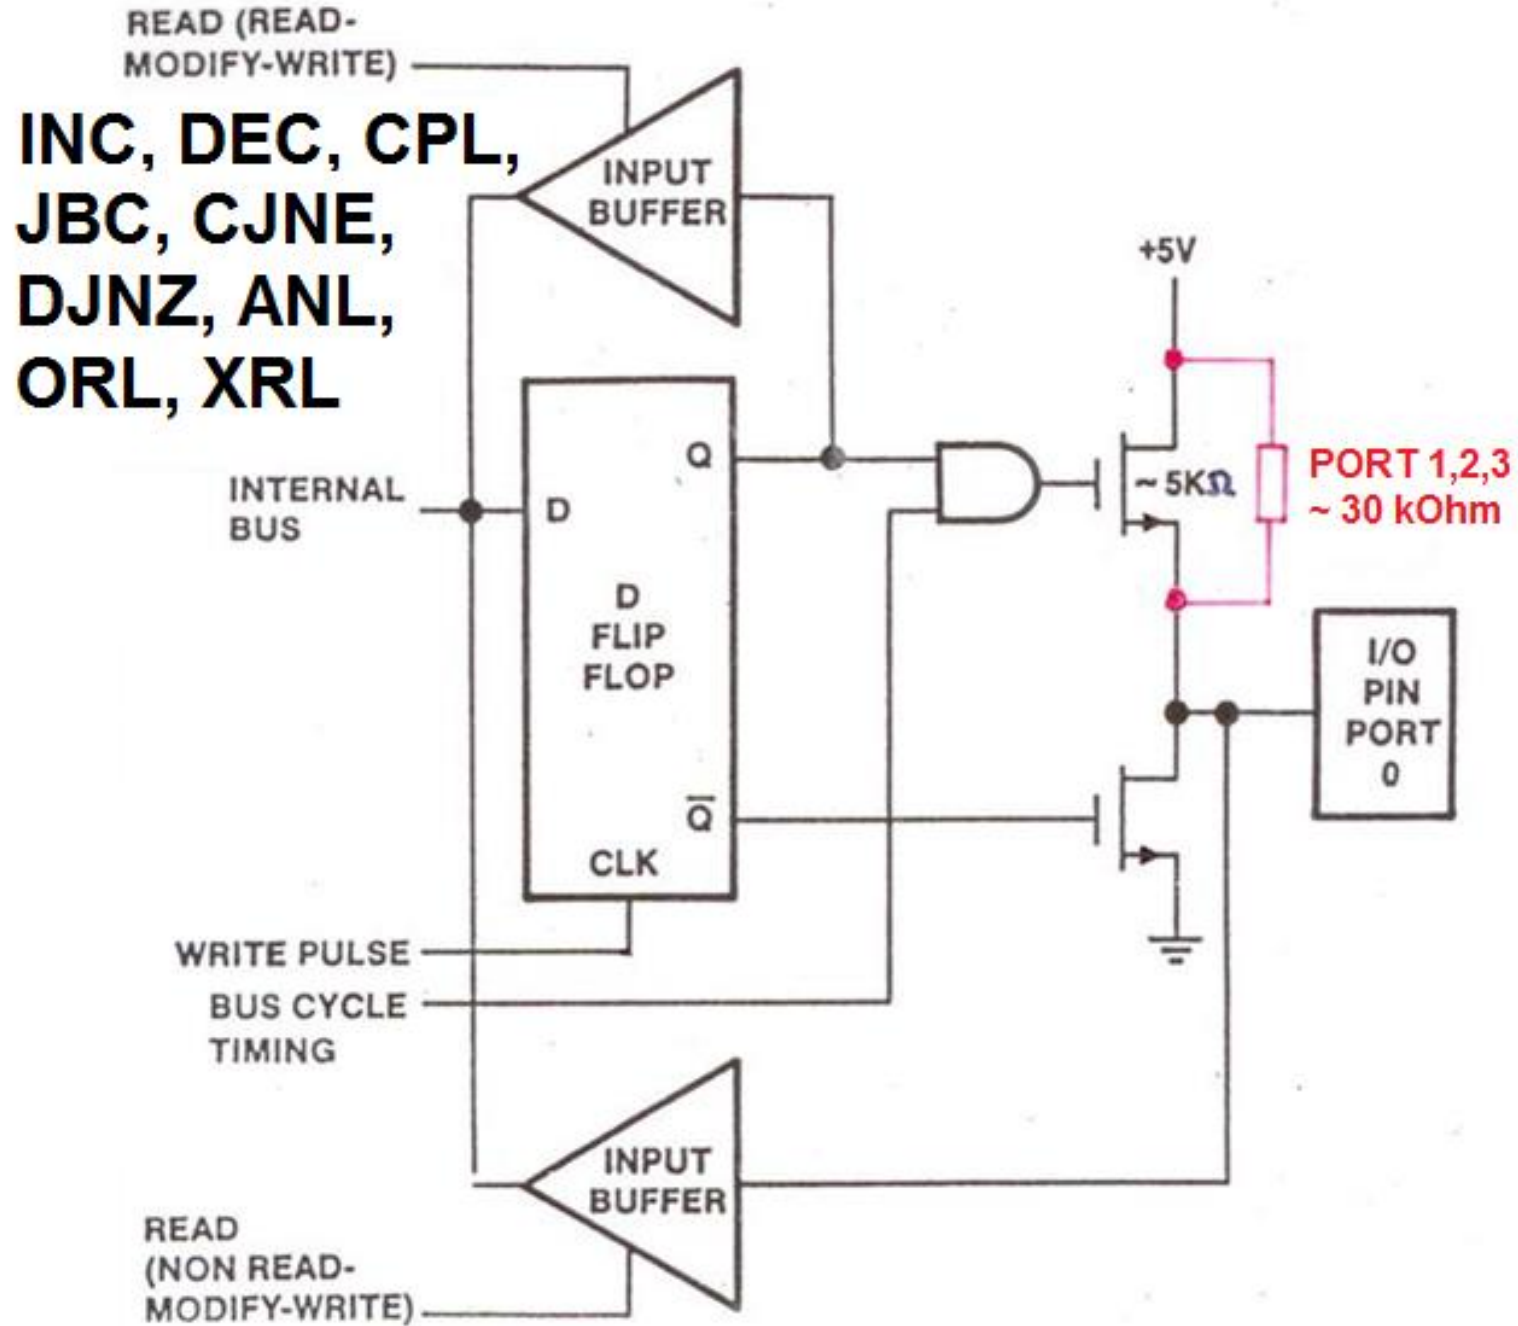 READ (READ-
MODIFY-WRITE)
INC, DEC, CPL,
JBC, CJNE,
DJNZ, ANL,
ORL, XRL
INPUT
BUFFER
+5V
Q
~ 5KΩ
PORT 1,2,3
~ 30 kOhm
INTERNAL
BUS
D
D
FLIP
FLOP
I/O
PIN
PORT
0
Q̅
CLK
WRITE PULSE
BUS CYCLE
TIMING
INPUT
BUFFER
READ
(NON READ-
MODIFY-WRITE)